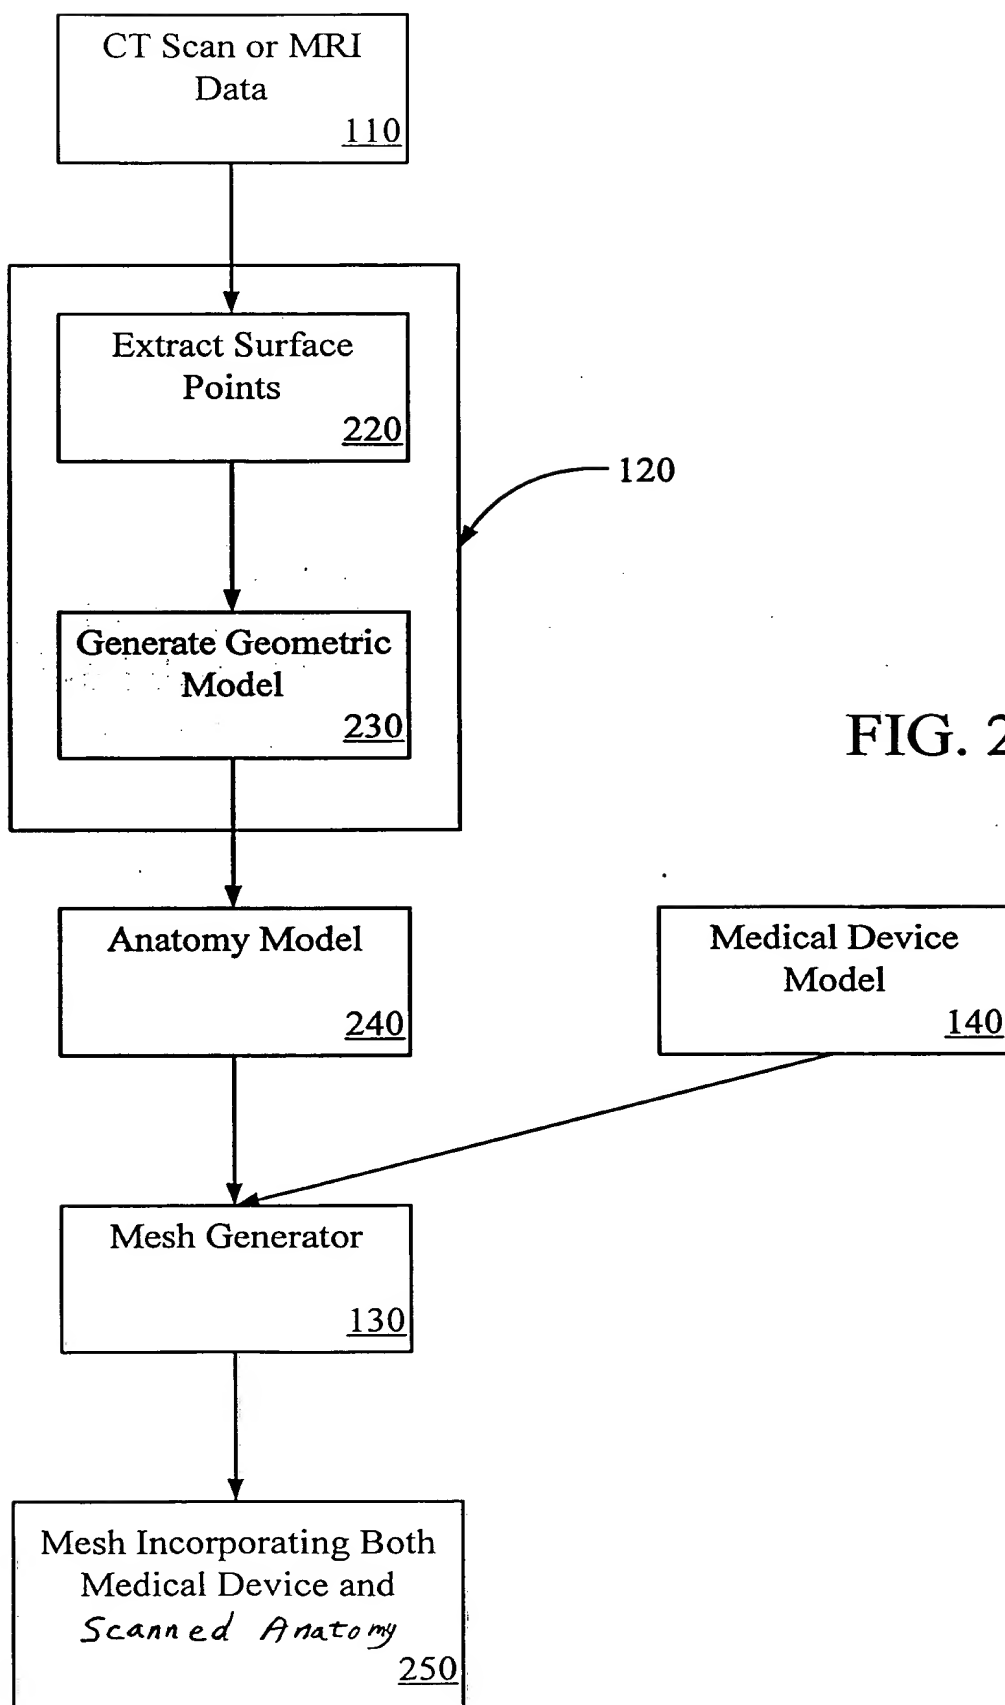 CT Scan or MRI
Data
110
Extract Surface
Points
220
120
Generate Geometric
Model
230
FIG. 2
Anatomy Model
240
Medical Device
Model
140
Mesh Generator
130
Mesh Incorporating Both
Medical Device and
Scanned Anatomy
250